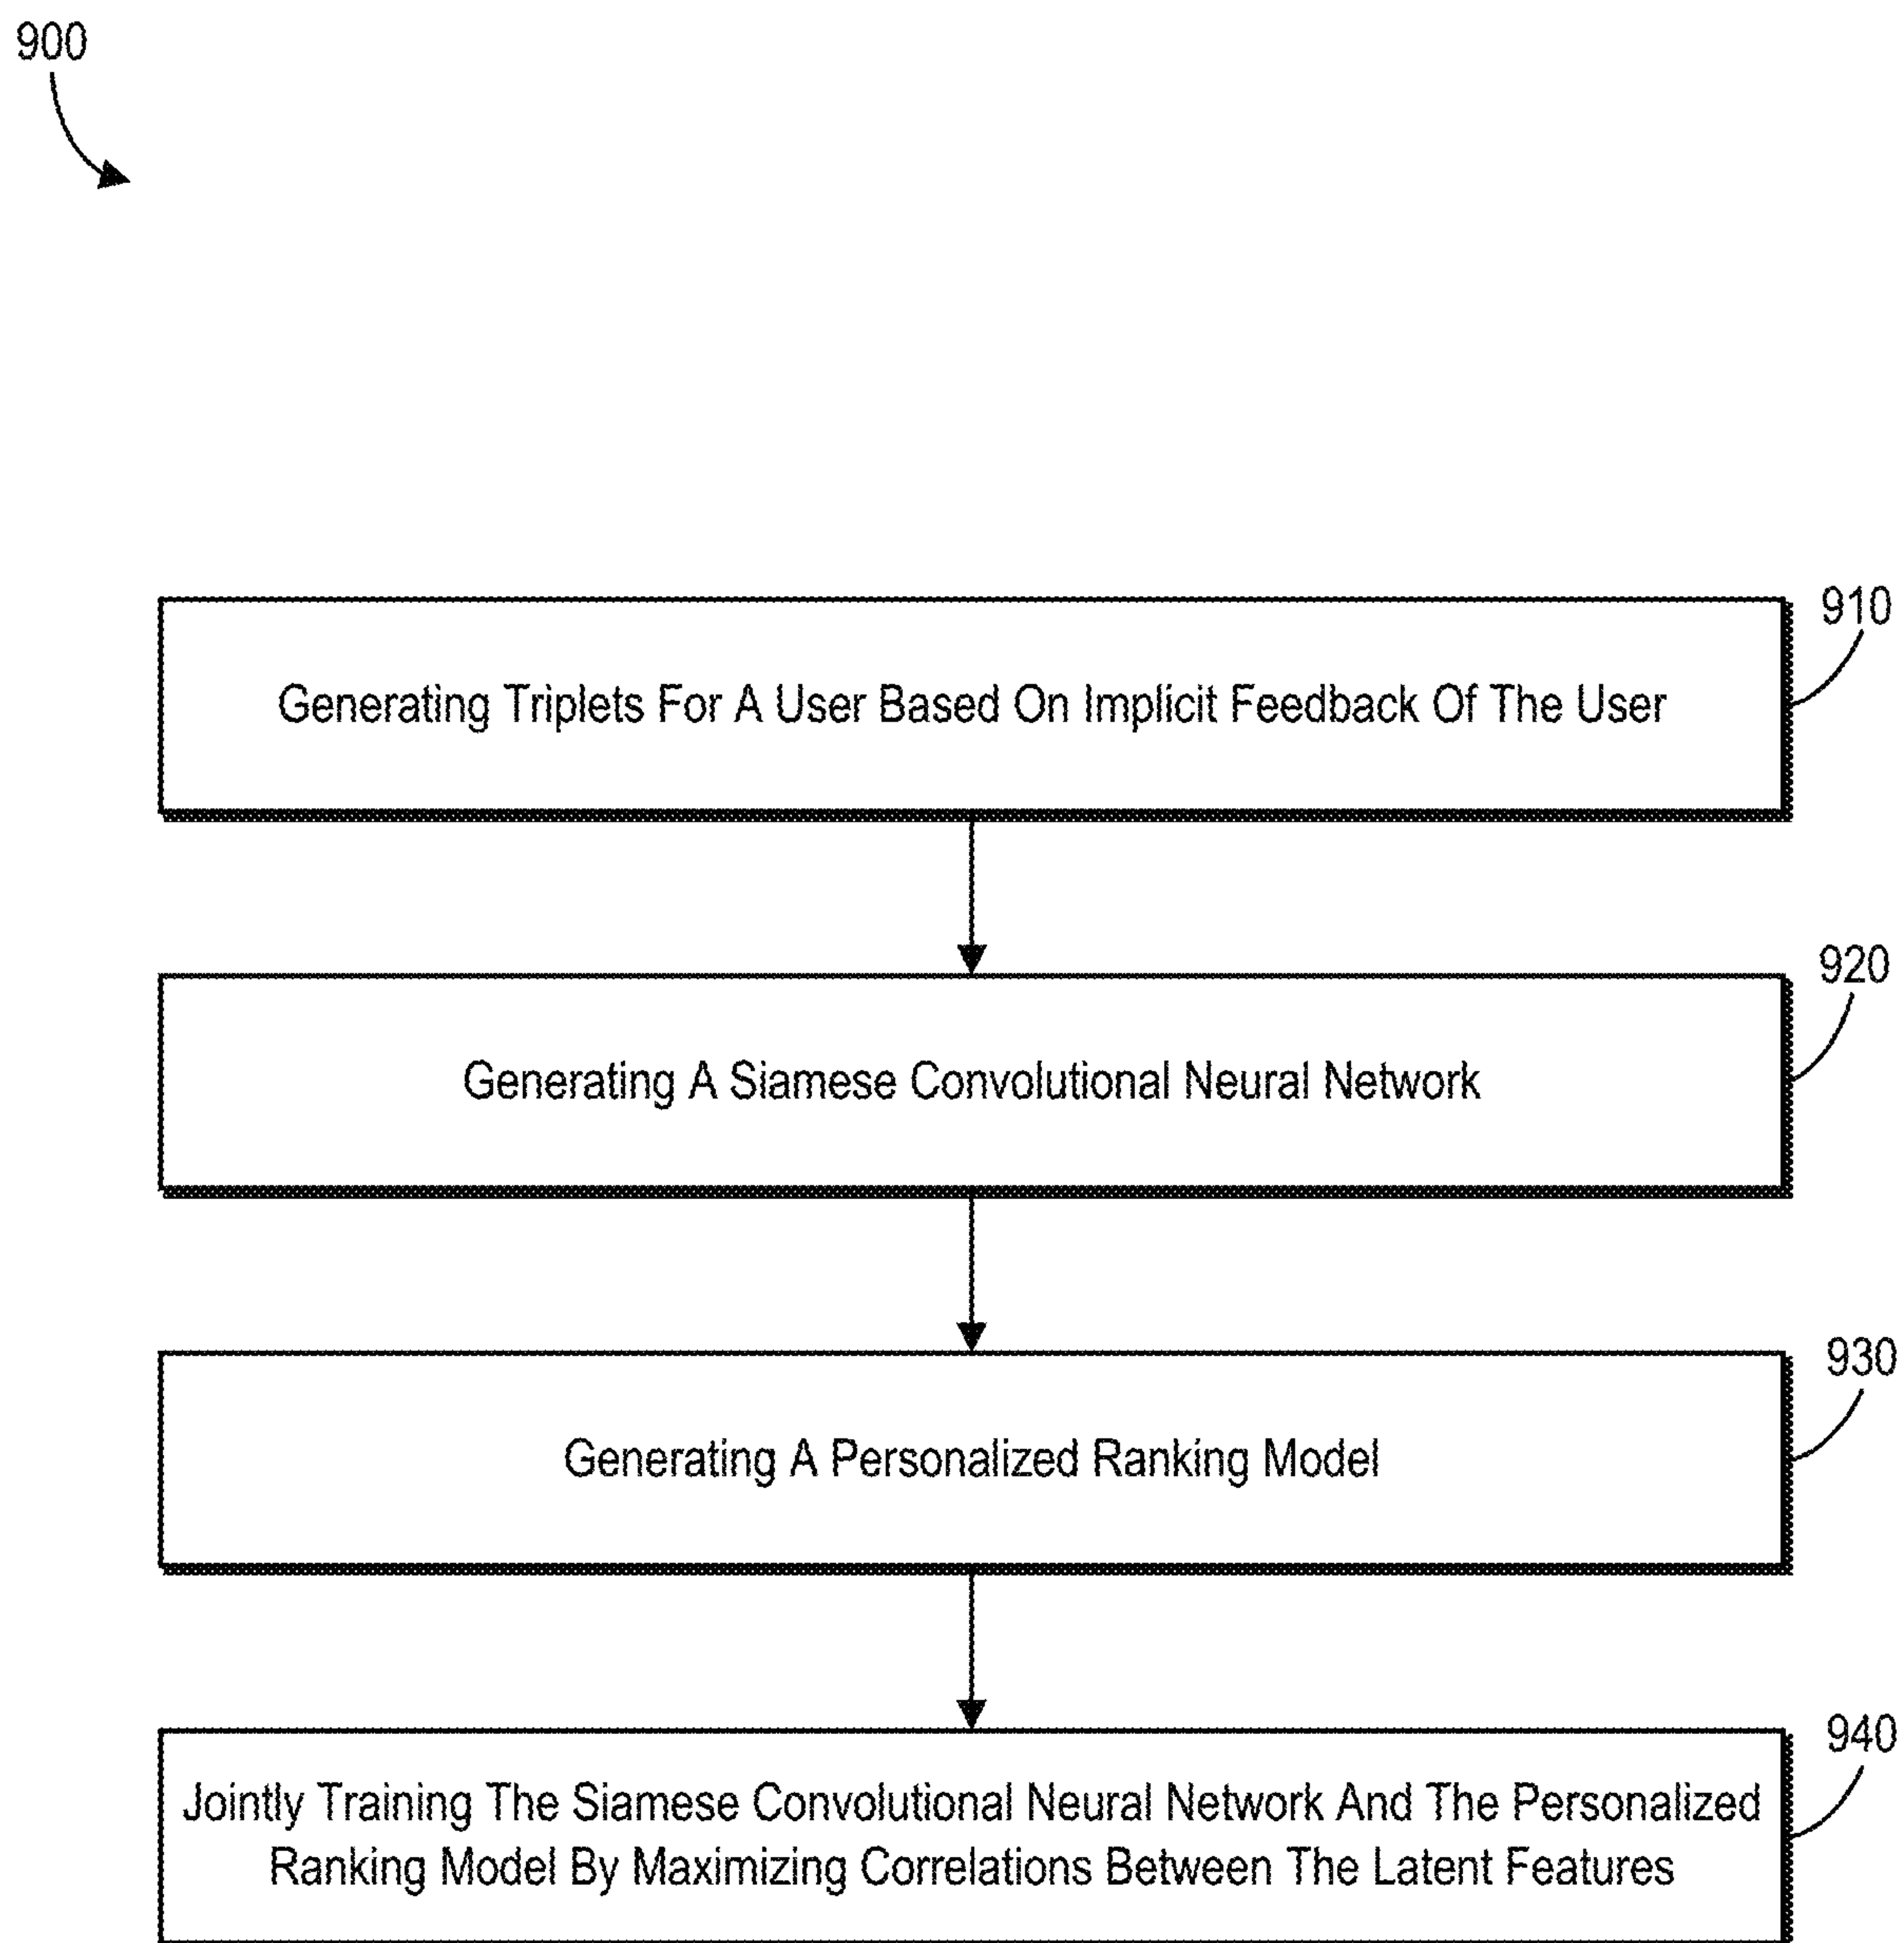 900
910
Generating Triplets For A User Based On Implicit Feedback Of The User
920
Generating A Siamese Convolutional Neural Network
930
Generating A Personalized Ranking Model
940
Jointly Training The Siamese Convolutional Neural Network And The Personalized
Ranking Model By Maximizing Correlations Between The Latent Features